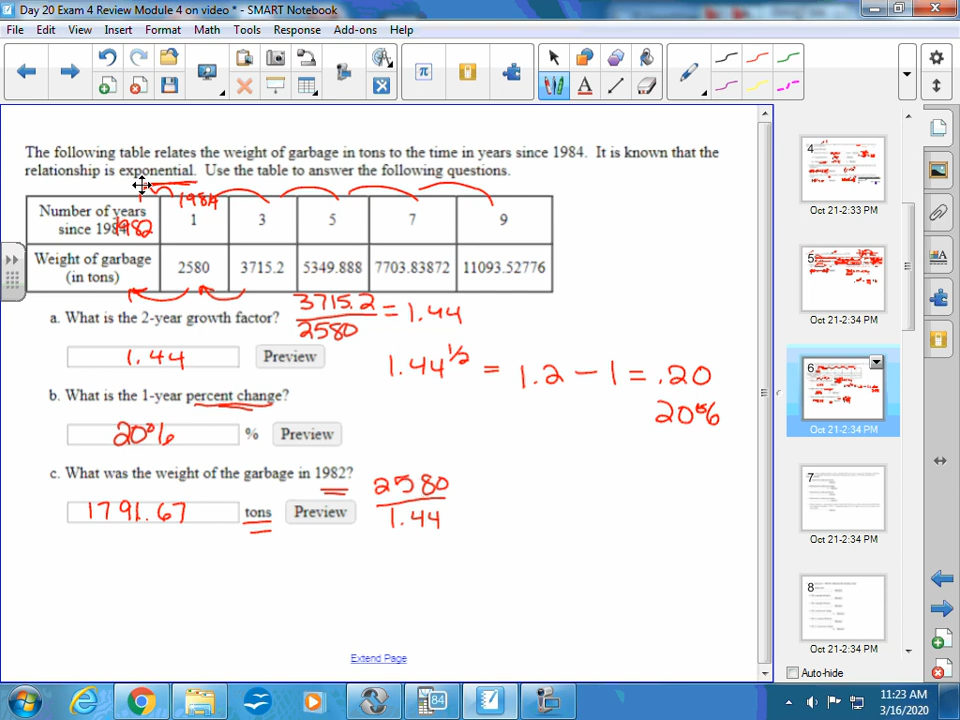 Day 20 Exam 4 Review Module 4 on video * - SMART Notebook
File Edit View Insert Format Math Tools Response Add-ons Help
The following table relates the weight of garbage in tons to the time in years since 1984. It is known that the
relationship is exponential. Use the table to answer the following questions.
1984
Number of years
since 1984
1982
1 3 5 7 9
Weight of garbage
(in tons)
2580 3715.2 5349.888 7703.83872 11093.52776
a. What is the 2-year growth factor?
3715.2
2580
= 1.44
1.44
Preview
1.44 1/2 = 1.2 - 1 = .20
20%
b. What is the 1-year percent change?
20%
% Preview
c. What was the weight of the garbage in 1982?
2580
1.44
1791.67
tons Preview
Extend Page
4
Oct 21-2:33 PM
5
Oct 21-2:34 PM
6
Oct 21-2:34 PM
7
Oct 21-2:34 PM
8
Oct 21-2:34 PM
Auto-hide
84
11:23 AM
3/16/2020